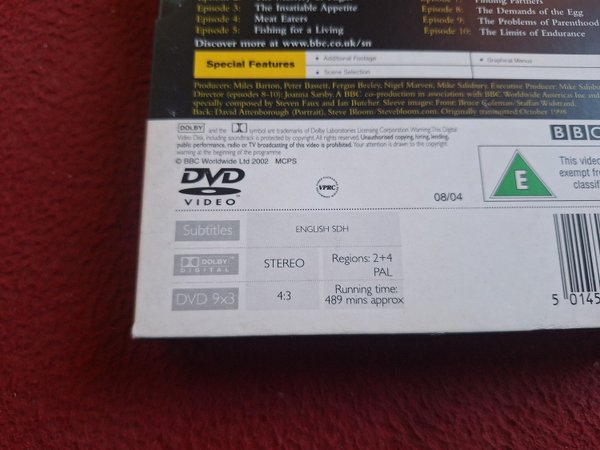 Episode 3: The Insatiable Appetite
Episode 4: Meat Eaters
Episode 5: Fishing for a Living
Finding Partners
Episode 8: The Demands of the Egg
Episode 9: The Problems of Parenthood
Episode 10: The Limits of Endurance
Discover more at www.bbc.co.uk/sn
Special Features
Additional Footage
Scene Selection
Graphical Menus
Producers: Miles Barton, Peter Bassett, Fergus Beeley, Nigel Marven, Mike Salisbury. Executive Producer: Mike Salisbury
Director (episodes 8-10): Joanna Sarsby. A BBC co-production in association with BBC Worldwide Americas Inc and
specially composed by Steven Faux and Ian Butcher. Sleeve images: Front: Bruce Coleman/Staffan Widstrand.
Back: David Attenborough (Portrait), Steve Bloom/Stevebloom.com. Originally transmitted October 1998
DOLBY and the symbol are trademarks of Dolby Laboratories Licensing Corporation. Warning: This Digital
Video Disk, including soundtrack is protected by copyright. All rights reserved. Unauthorised copying, hiring, lending,
public performance, radio or TV broadcasting of this video is prohibited. Your attention is drawn to the copyright
warning at the beginning of the programme.
© BBC Worldwide Ltd 2002 MCPS
BBC
DVD
VIDEO
VPRC
08/04
E
This video
exempt fr
classifi
Subtitles
ENGLISH SDH
DOLBY
DIGITAL
STEREO
Regions: 2+4
PAL
DVD 9x3
4:3
Running time:
489 mins approx
5 0145